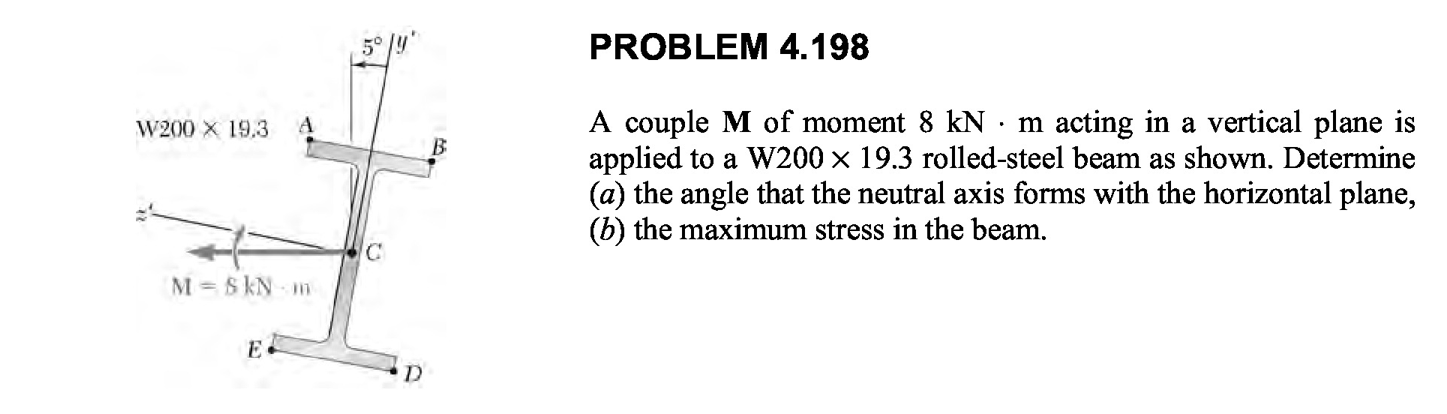 5° y'
PROBLEM 4.198
W200 × 19.3 A
B
A couple M of moment 8 kN · m acting in a vertical plane is
applied to a W200 × 19.3 rolled-steel beam as shown. Determine
(a) the angle that the neutral axis forms with the horizontal plane,
(b) the maximum stress in the beam.
z'
C
M = 8 kN · m
E
D